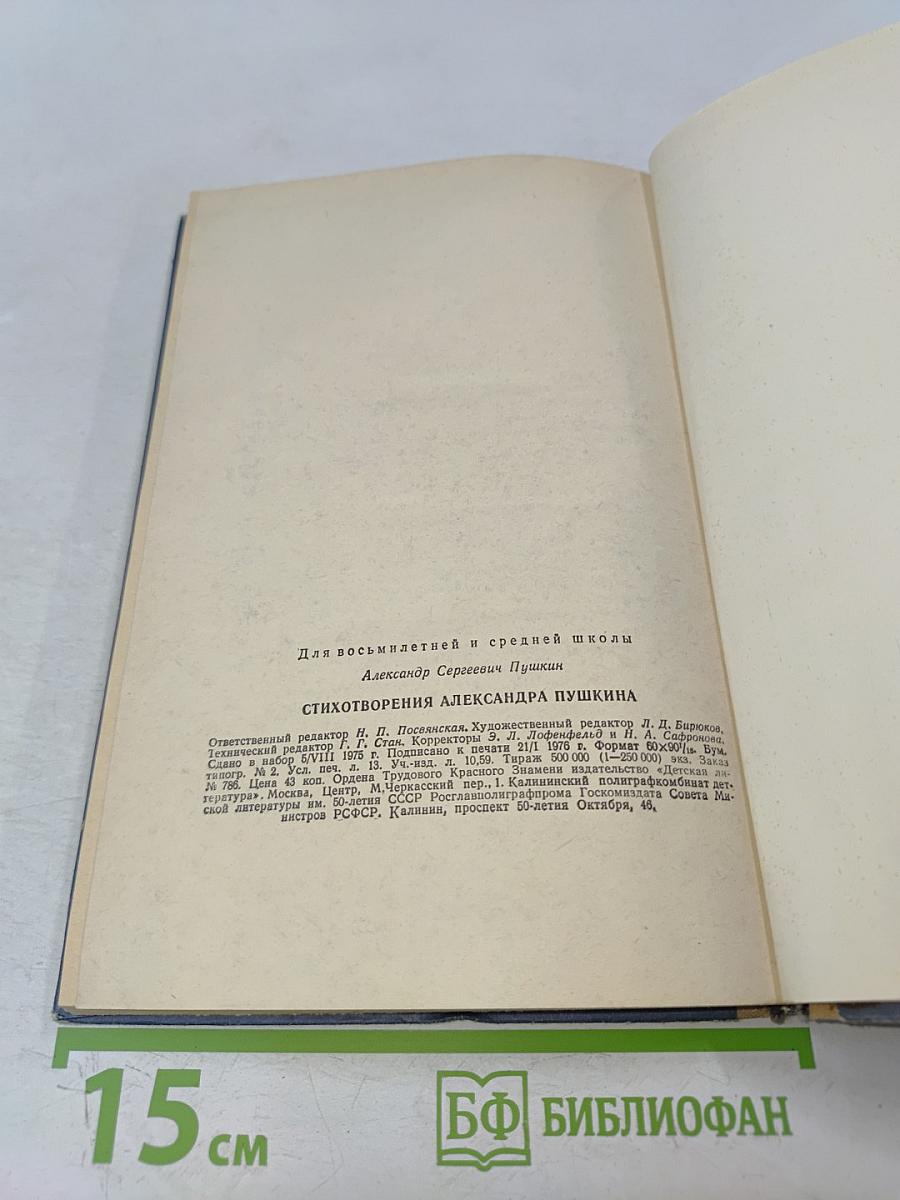 Для восьмилетней и средней школы
Александр Сергеевич Пушкин
СТИХОТВОРЕНИЯ АЛЕКСАНДРА ПУШКИНА
Ответственный редактор Н. П. Посвянская. Художественный редактор Л. Д. Бирюков.
Технический редактор Г. Г. Стан. Корректоры Э. Л. Лофенфельд и Н. А. Сафронова.
Сдано в набор 5/VIII 1975 г. Подписано к печати 21/I 1976 г. Формат 60×90¹/₁₆. Бум.
типогр. № 2. Усл. печ. л. 13. Уч.-изд. л. 10,59. Тираж 500 000 (1—250 000) экз. Заказ
№ 786. Цена 43 коп. Ордена Трудового Красного Знамени издательство «Детская ли-
тература». Москва, Центр, М.Черкасский пер., 1. Калининский полиграфкомбинат дет-
ской литературы им. 50-летия СССР Росглавполиграфпрома Госкомиздата Совета Ми-
нистров РСФСР. Калинин, проспект 50-летия Октября, 46.
15 см
БФ БИБЛИОФАН